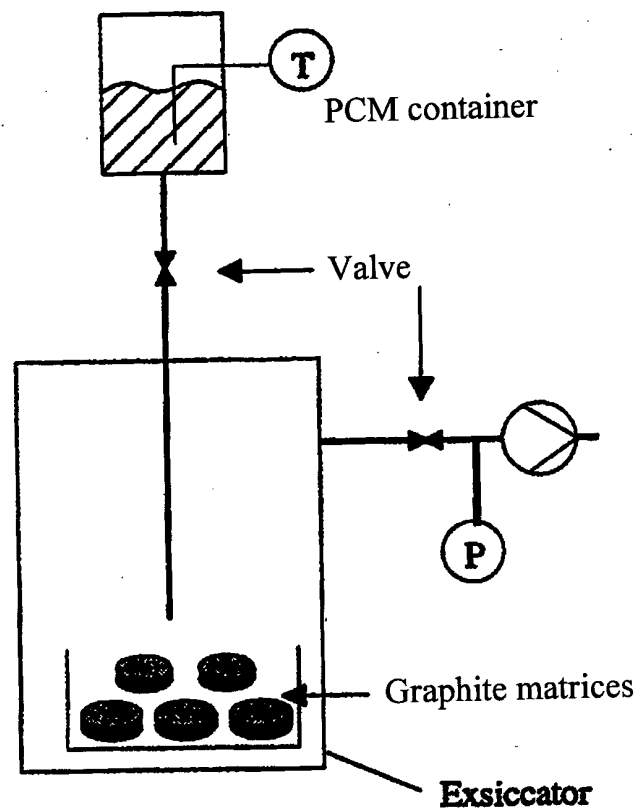 T
PCM container
Valve
P
Graphite matrices
Exsiccator